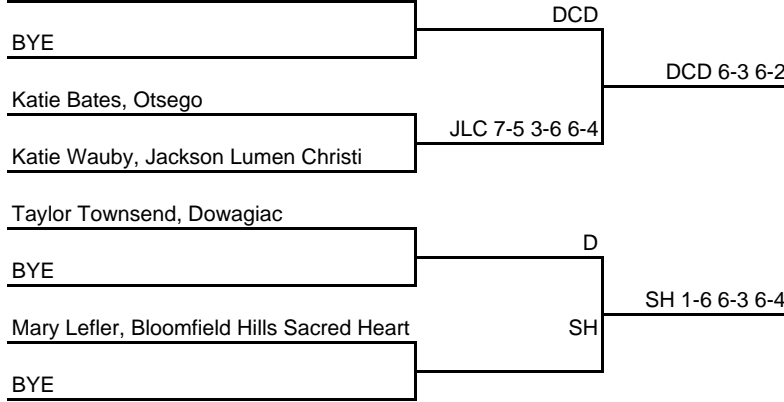 DCD
BYE
DCD 6-3 6-2
Katie Bates, Otsego
JLC 7-5 3-6 6-4
Katie Wauby, Jackson Lumen Christi
Taylor Townsend, Dowagiac
D
BYE
SH 1-6 6-3 6-4
Mary Lefler, Bloomfield Hills Sacred Heart
SH
BYE